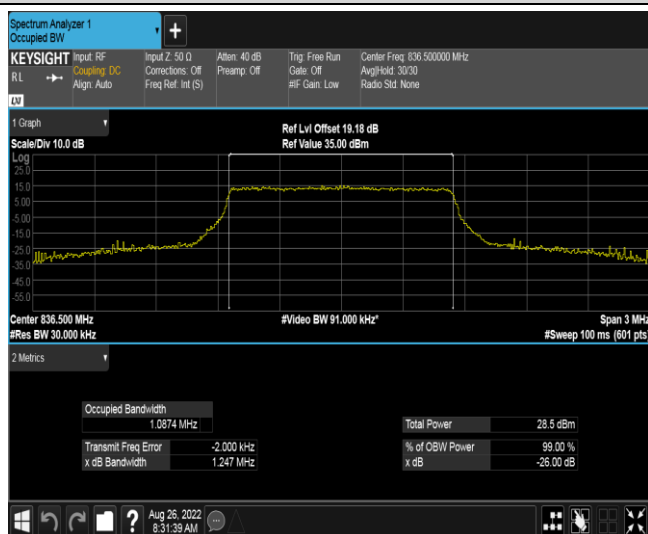 Spectrum Analyzer 1
Occupied BW
+
KEYSIGHT
RL
LXI
Input: RF
Coupling: DC
Align: Auto
Input Z: 50 Ω
Corrections: Off
Freq Ref: Int (S)
Atten: 40 dB
Preamp: Off
Trig: Free Run
Gate: Off
#IF Gain: Low
Center Freq: 836.500000 MHz
Avg|Hold: 30/30
Radio Std: None
1 Graph
Scale/Div 10.0 dB
Ref Lvl Offset 19.18 dB
Ref Value 35.00 dBm
Log
25.0
15.0
5.00
-5.00
-15.0
-25.0
-35.0
-45.0
-55.0
Center 836.500 MHz
#Res BW 30.000 kHz
#Video BW 91.000 kHz*
Span 3 MHz
#Sweep 100 ms (601 pts)
2 Metrics
Occupied Bandwidth
1.0874 MHz
Transmit Freq Error -2.000 kHz
x dB Bandwidth 1.247 MHz
Total Power 28.5 dBm
% of OBW Power 99.00 %
x dB -26.00 dB
?
Aug 26, 2022
8:31:39 AM